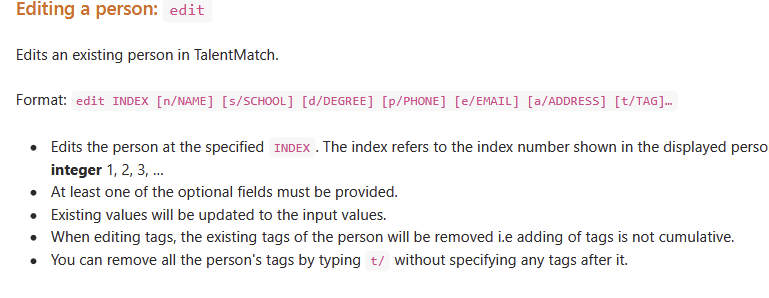 Editing a person: edit
Edits an existing person in TalentMatch.
Format: edit INDEX [n/NAME] [s/SCHOOL] [d/DEGREE] [p/PHONE] [e/EMAIL] [a/ADDRESS] [t/TAG]…
Edits the person at the specified INDEX. The index refers to the index number shown in the displayed perso
integer 1, 2, 3, …
At least one of the optional fields must be provided.
Existing values will be updated to the input values.
When editing tags, the existing tags of the person will be removed i.e adding of tags is not cumulative.
You can remove all the person's tags by typing t/ without specifying any tags after it.